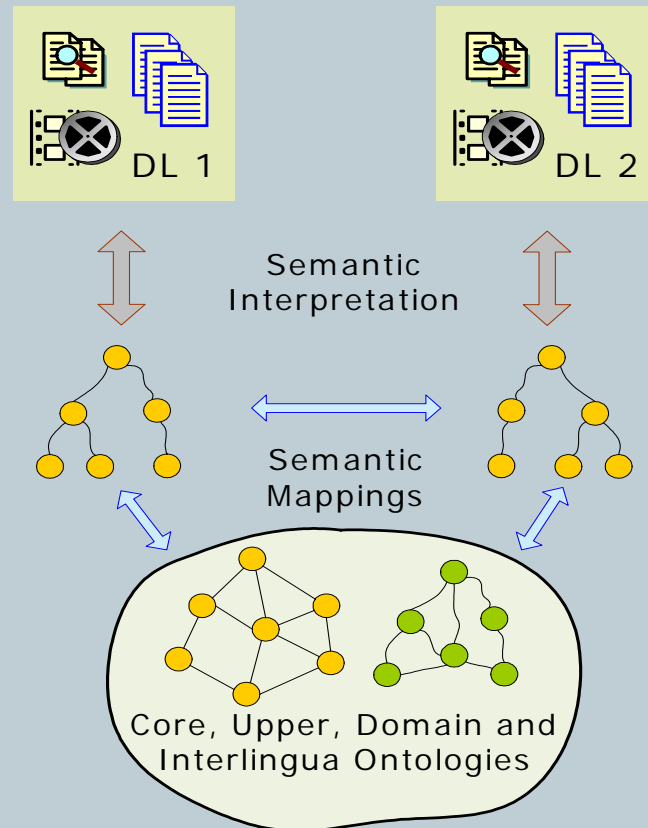 DL 1
DL 2
Semantic
Interpretation
Semantic
Mappings
Core, Upper, Domain and
Interlingua Ontologies